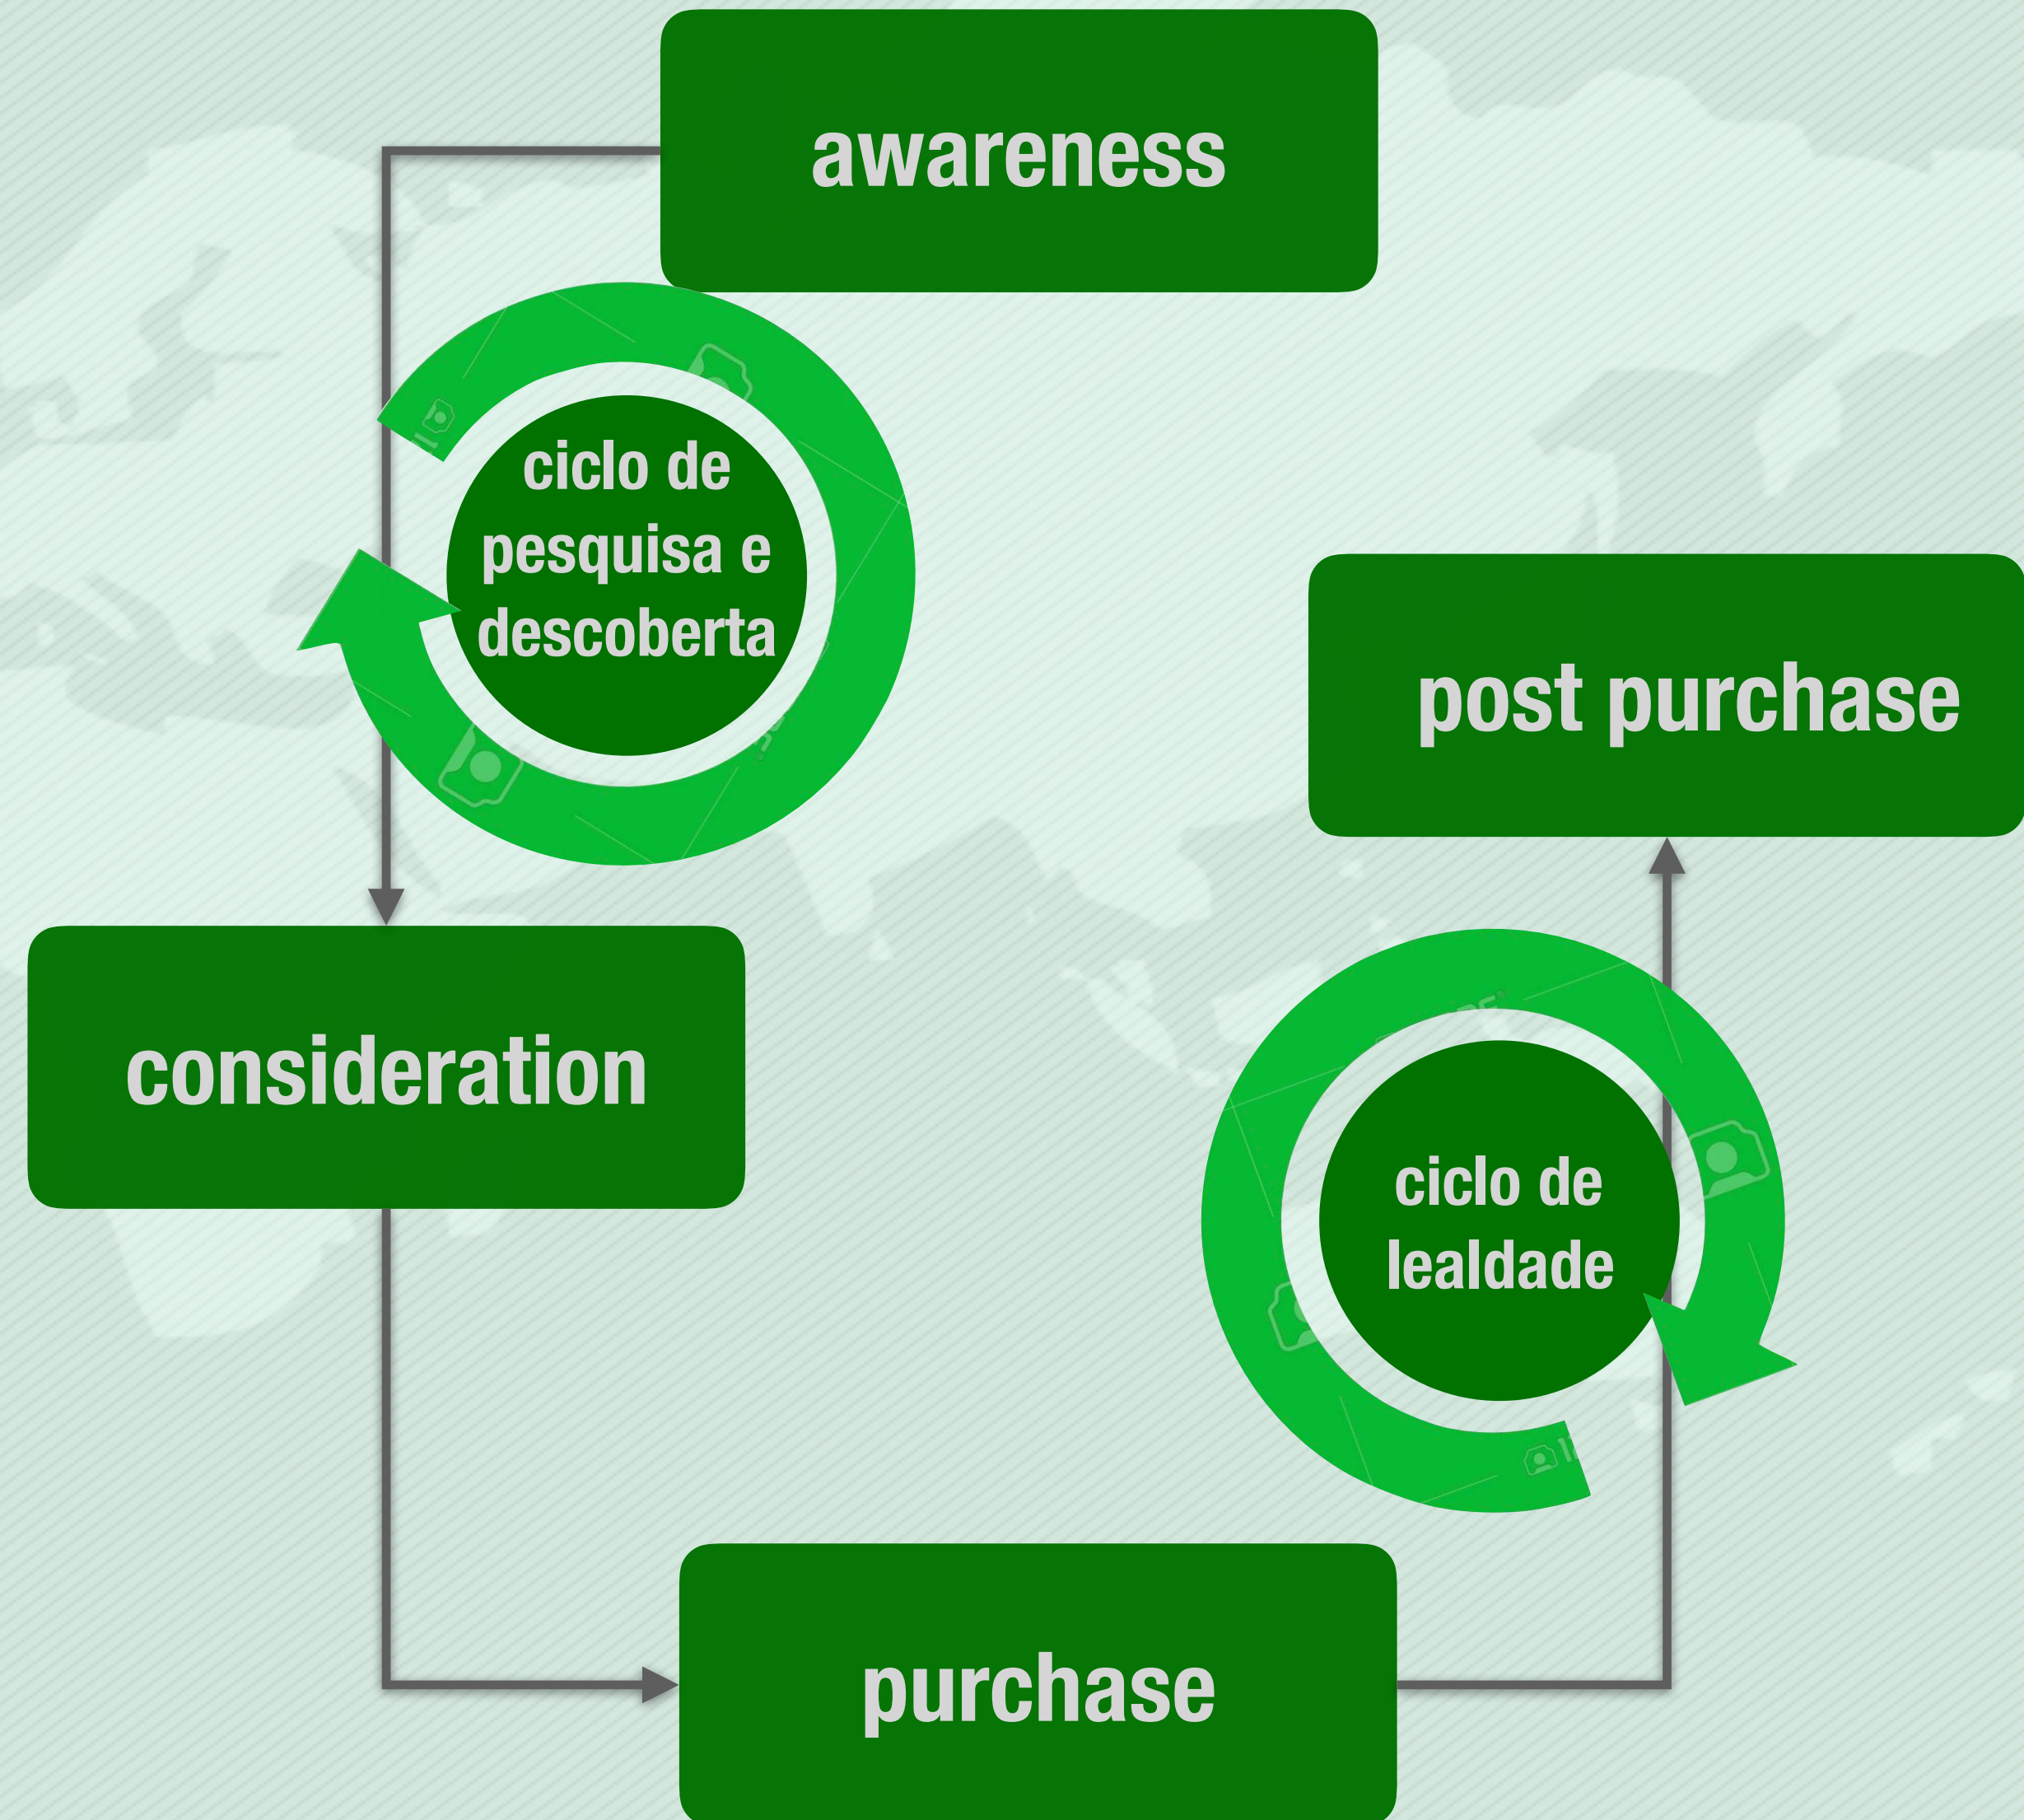 awareness
ciclo de
pesquisa e
descoberta
post purchase
consideration
ciclo de
lealdade
purchase